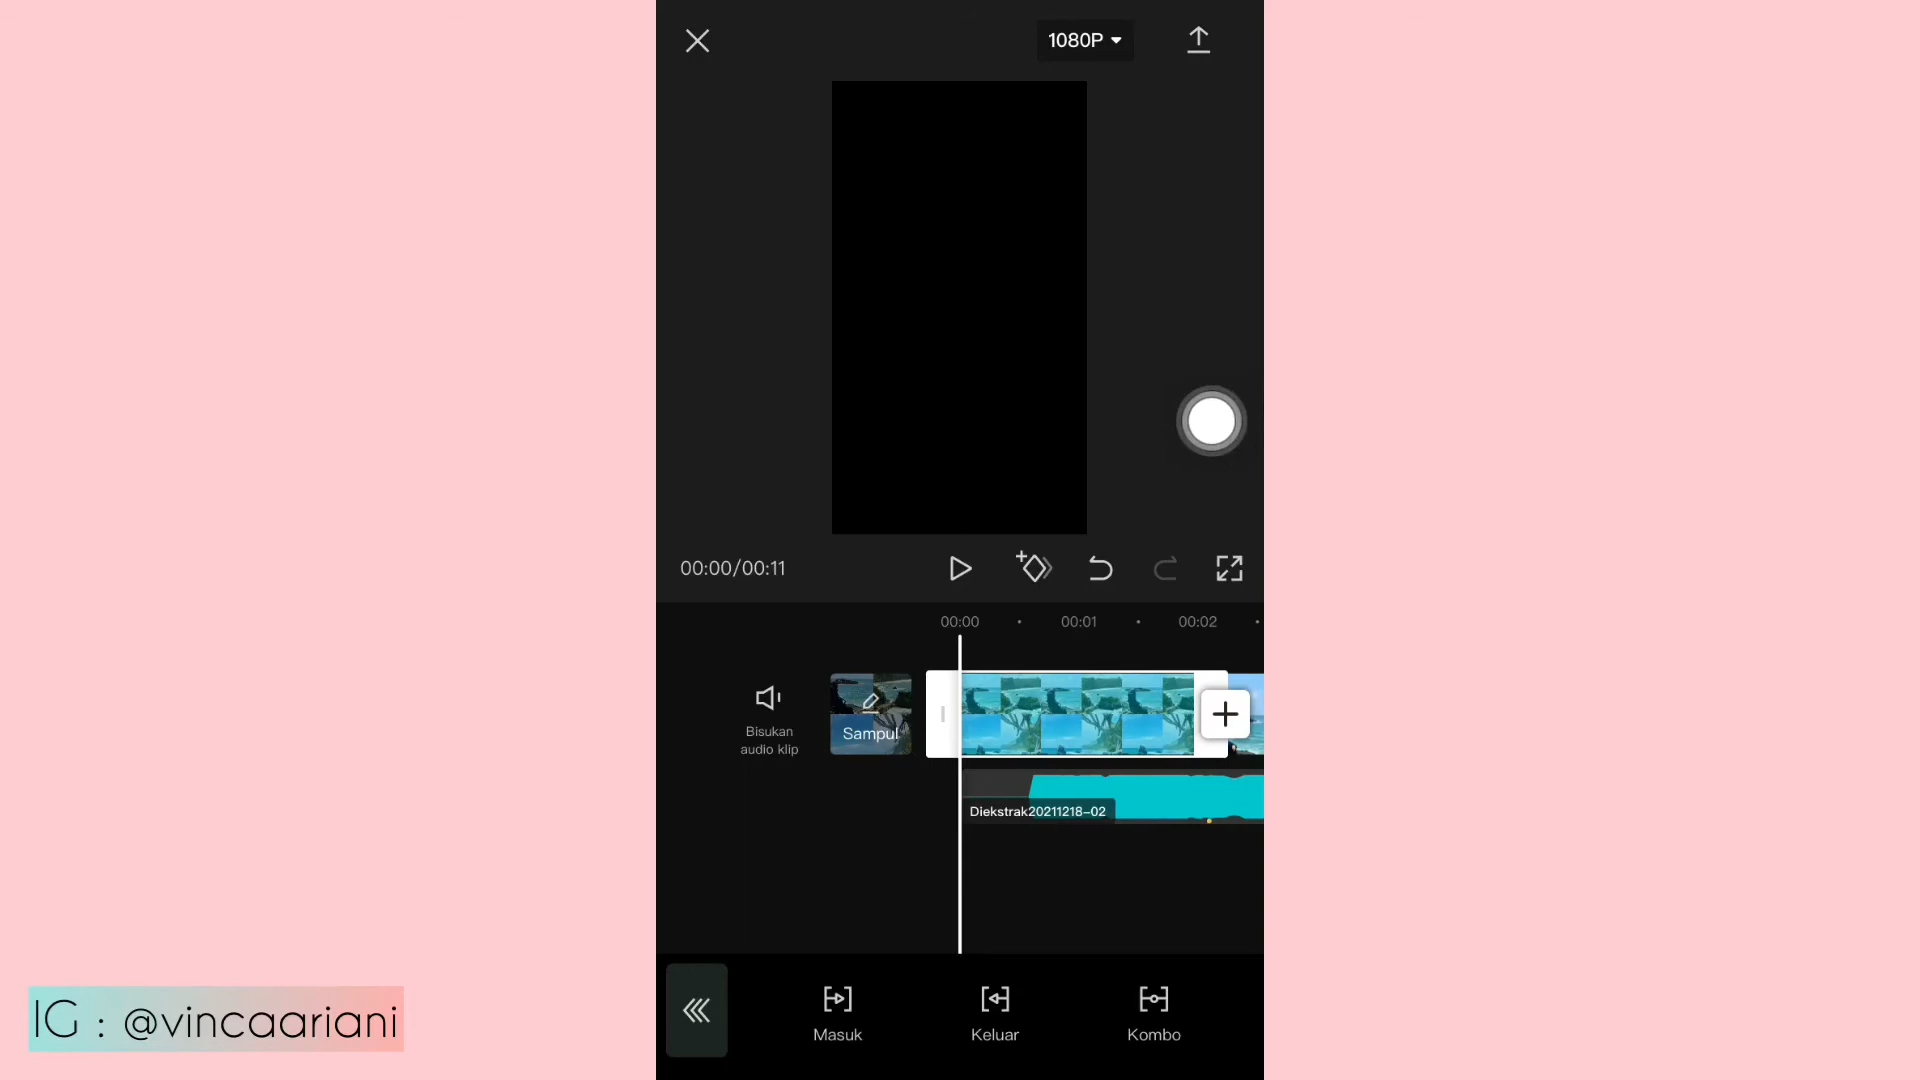 1080P
00:00/00:11
00:00 00:01 00:02
Bisukan
audio klip
Sampul
Diekstrak20211218-02
Masuk Keluar Kombo
IG : @vincaariani